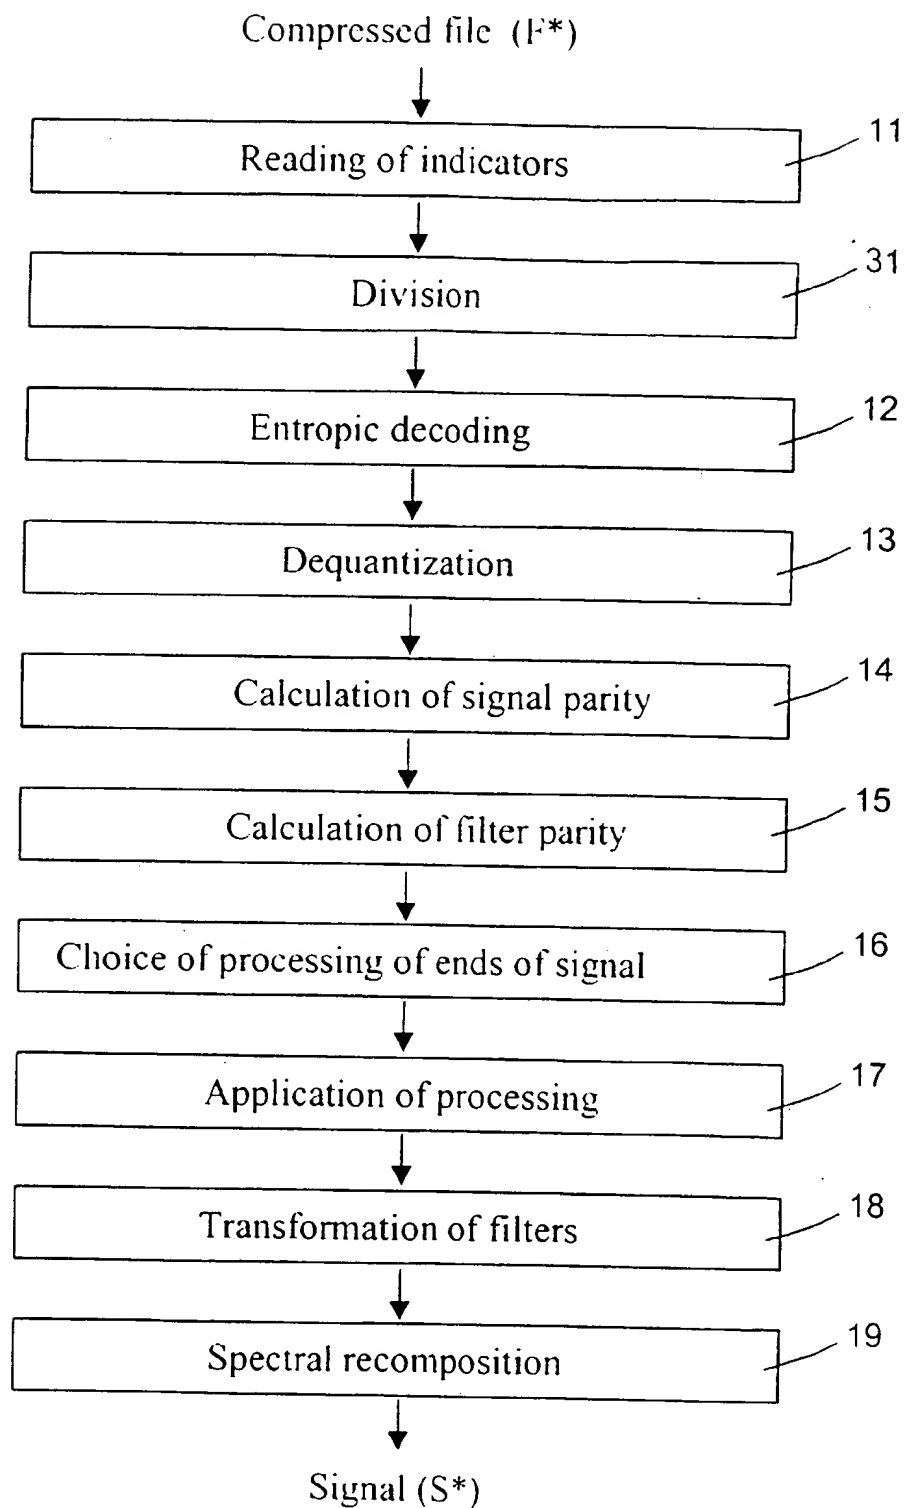 Compressed file (F*)
Reading of indicators
11
Division
31
Entropic decoding
12
Dequantization
13
Calculation of signal parity
14
Calculation of filter parity
15
Choice of processing of ends of signal
16
Application of processing
17
Transformation of filters
18
Spectral recomposition
19
Signal (S*)